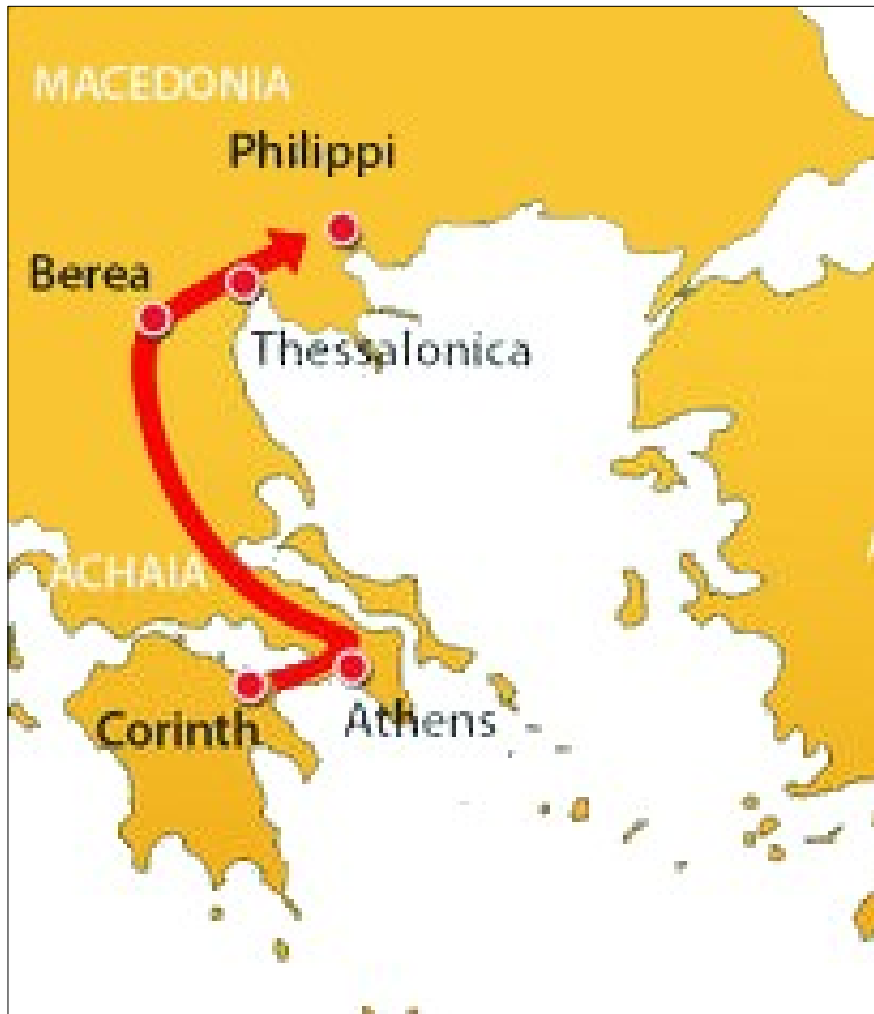 MACEDONIA
Philippi
Berea
Thessalonica
ACHAIA
Corinth
Athens